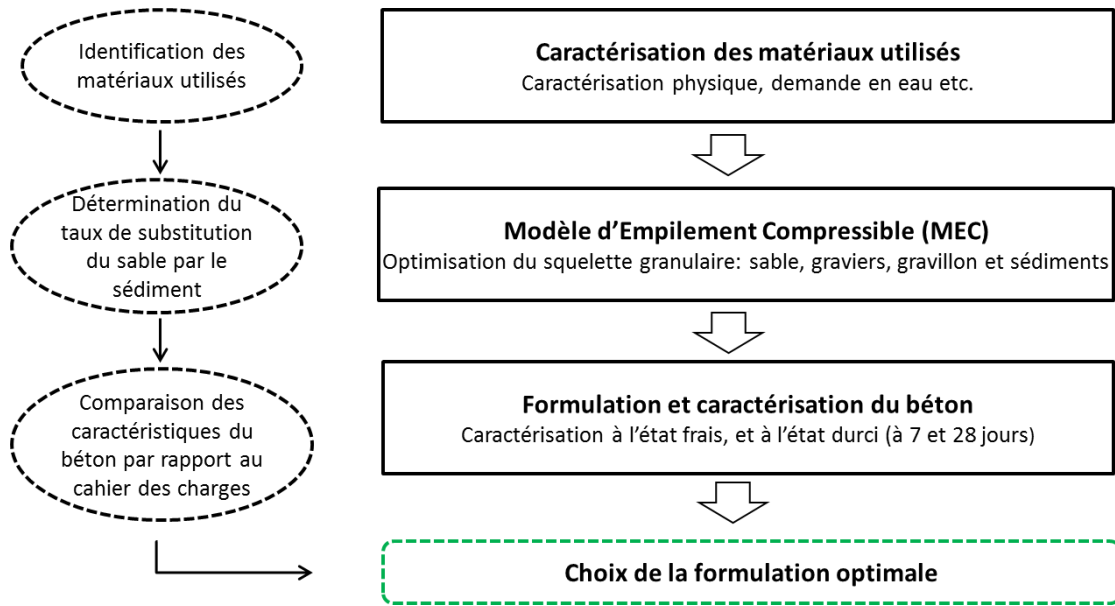 Identification des
matériaux utilisés
Caractérisation des matériaux utilisés
Caractérisation physique, demande en eau etc.
Détermination du
taux de substitution
du sable par le
sédiment
Modèle d’Empilement Compressible (MEC)
Optimisation du squelette granulaire: sable, graviers, gravillon et sédiments
Comparaison des
caractéristiques du
béton par rapport au
cahier des charges
Formulation et caractérisation du béton
Caractérisation à l’état frais, et à l’état durci (à 7 et 28 jours)
Choix de la formulation optimale